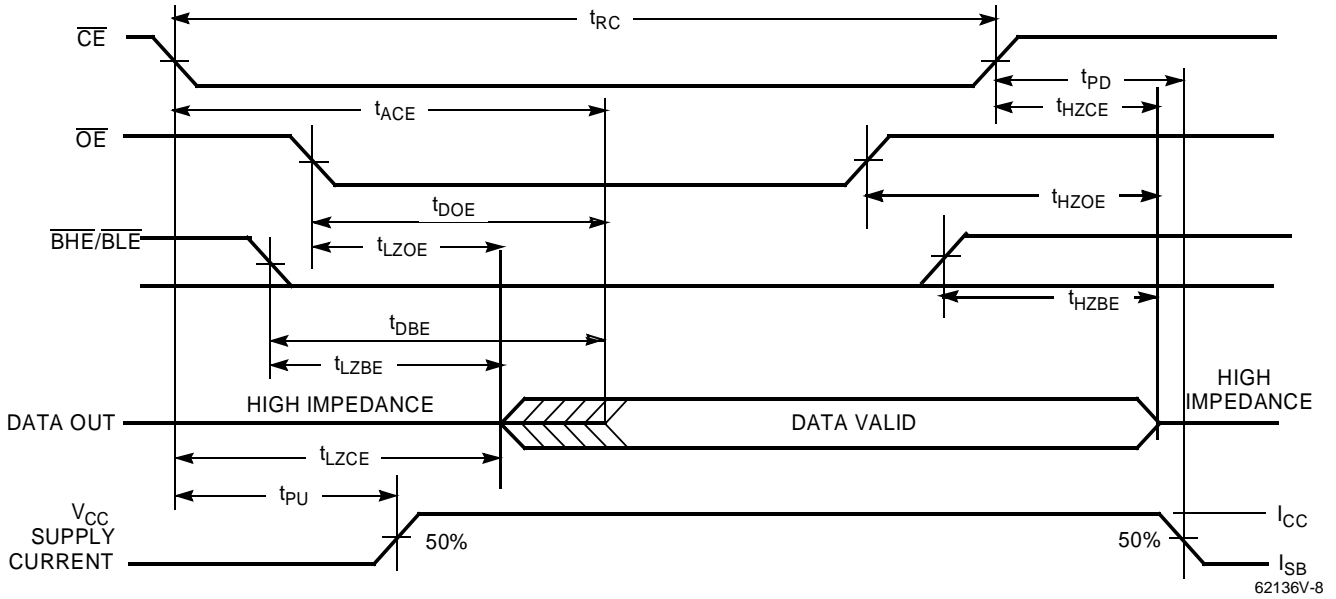 tRC
CE
tPD
tACE
tHZCE
OE
tDOE
tHZOE
BHE/BLE
tLZOE
tHZBE
tDBE
tLZBE
HIGH IMPEDANCE
HIGH
IMPEDANCE
DATA OUT
DATA VALID
tLZCE
tPU
VCC
SUPPLY
CURRENT
50%
50%
ICC
ISB
62136V-8